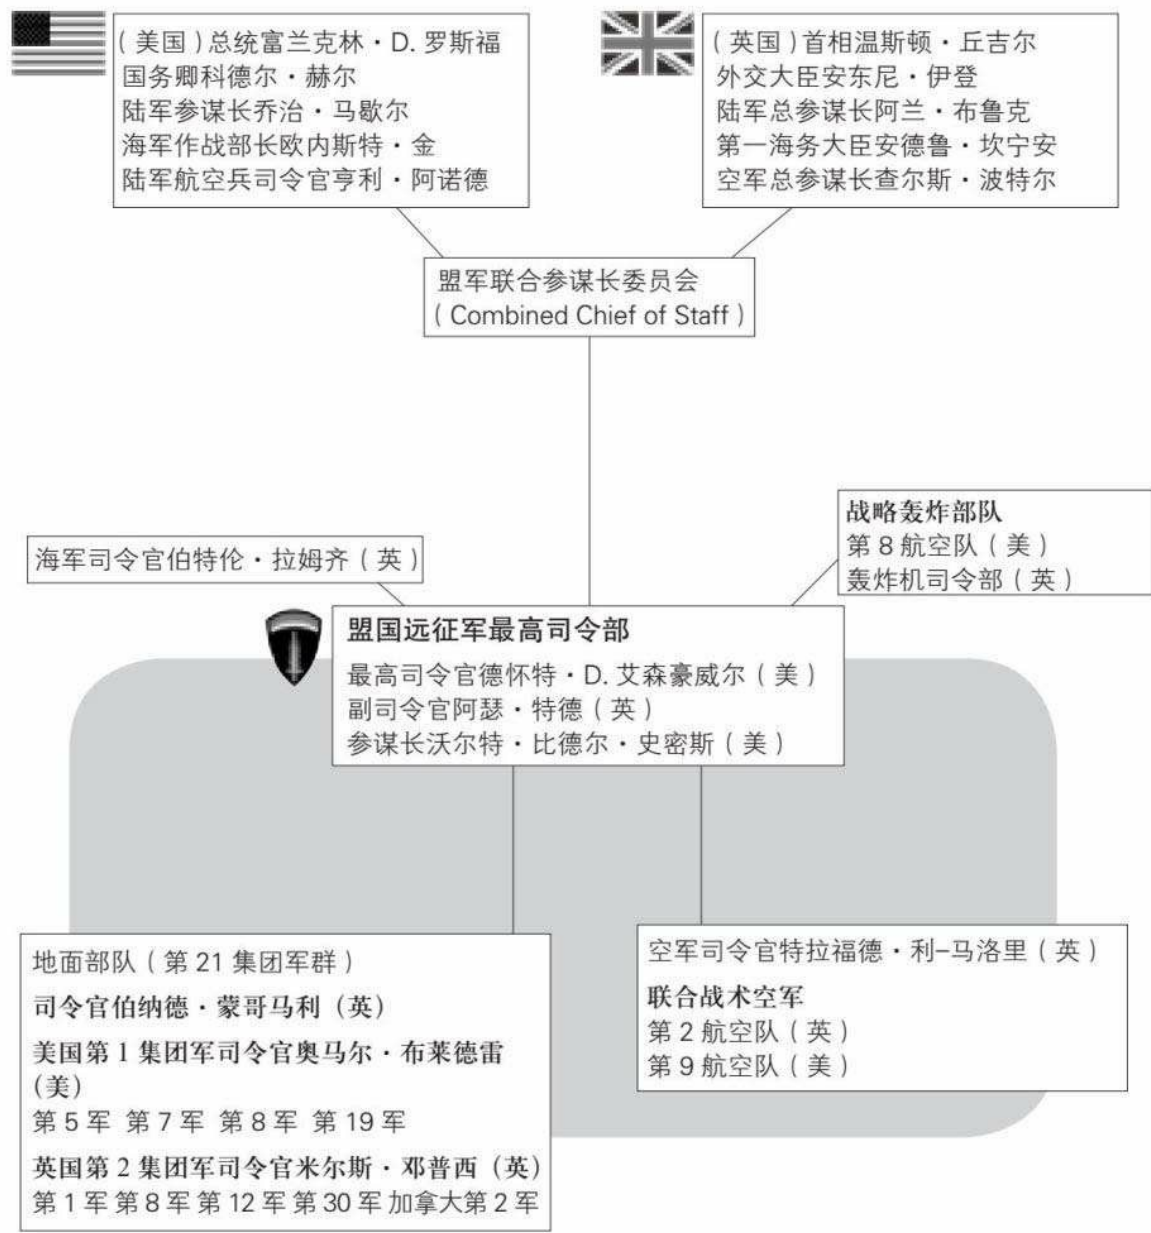 （美国）总统富兰克林・D. 罗斯福
国务卿科德尔・赫尔
陆军参谋长乔治・马歇尔
海军作战部长欧内斯特・金
陆军航空兵司令官亨利・阿诺德
（英国）首相温斯顿・丘吉尔
外交大臣安东尼・伊登
陆军总参谋长阿兰・布鲁克
第一海务大臣安德鲁・坎宁安
空军总参谋长查尔斯・波特尔
盟军联合参谋长委员会
（Combined Chief of Staff）
海军司令官伯特伦・拉姆齐（英）
战略轰炸部队
第 8 航空队（美）
轰炸机司令部（英）
盟国远征军最高司令部
最高司令官德怀特・D. 艾森豪威尔（美）
副司令官阿瑟・特德（英）
参谋长沃尔特・比德尔・史密斯（美）
地面部队（第 21 集团军群）
司令官伯纳德・蒙哥马利（英）
美国第 1 集团军司令官奥马尔・布莱德雷
（美）
第 5 军 第 7 军 第 8 军 第 19 军
英国第 2 集团军司令官米尔斯・邓普西（英）
第 1 军 第 8 军 第 12 军 第 30 军 加拿大第 2 军
空军司令官特拉福德・利–马洛里（英）
联合战术空军
第 2 航空队（英）
第 9 航空队（美）